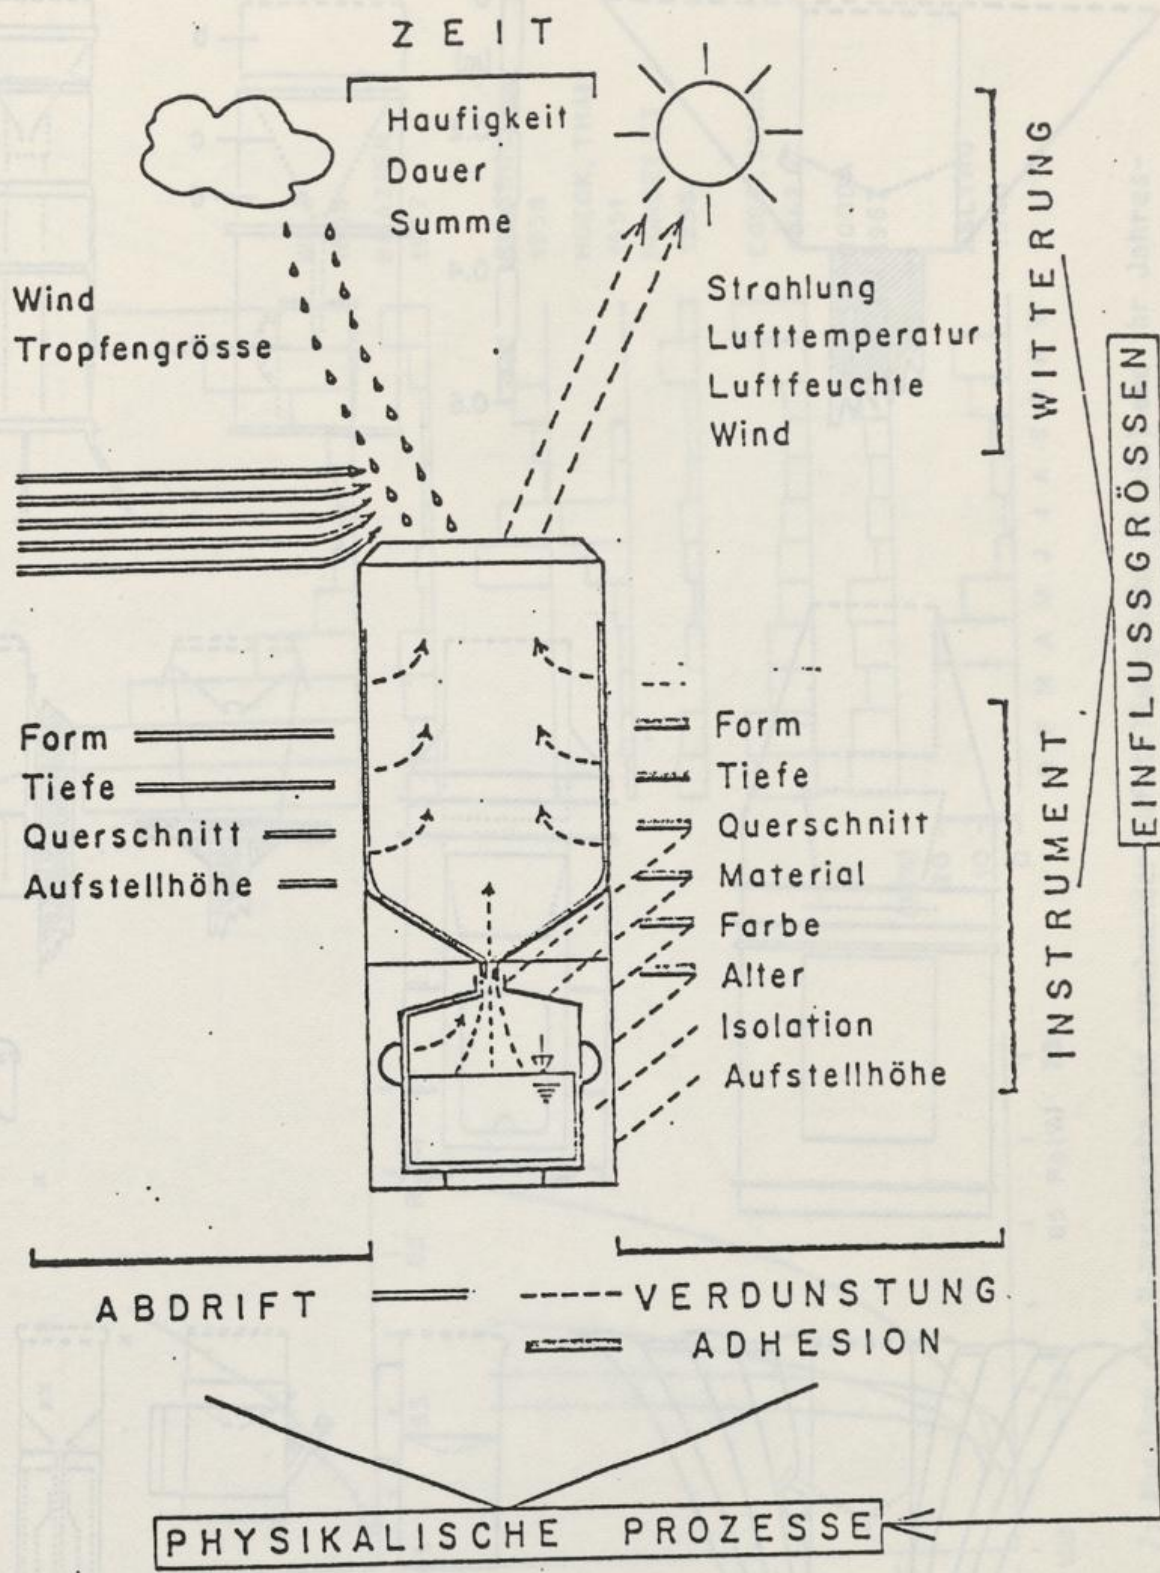 ZEIT
Haufigkeit
Dauer
Summe
Wind
Tropfengrösse
Strahlung
Lufttemperatur
Luftfeuchte
Wind
WITTERUNG
EINFLUSSGRÖSSEN
Form
Tiefe
Querschnitt
Aufstellhöhe
Form
Tiefe
Querschnitt
Material
Farbe
Alter
Isolation
Aufstellhöhe
INSTRUMENT
ABDRIFT
VERDUNSTUNG
ADHESION
PHYSIKALISCHE PROZESSE